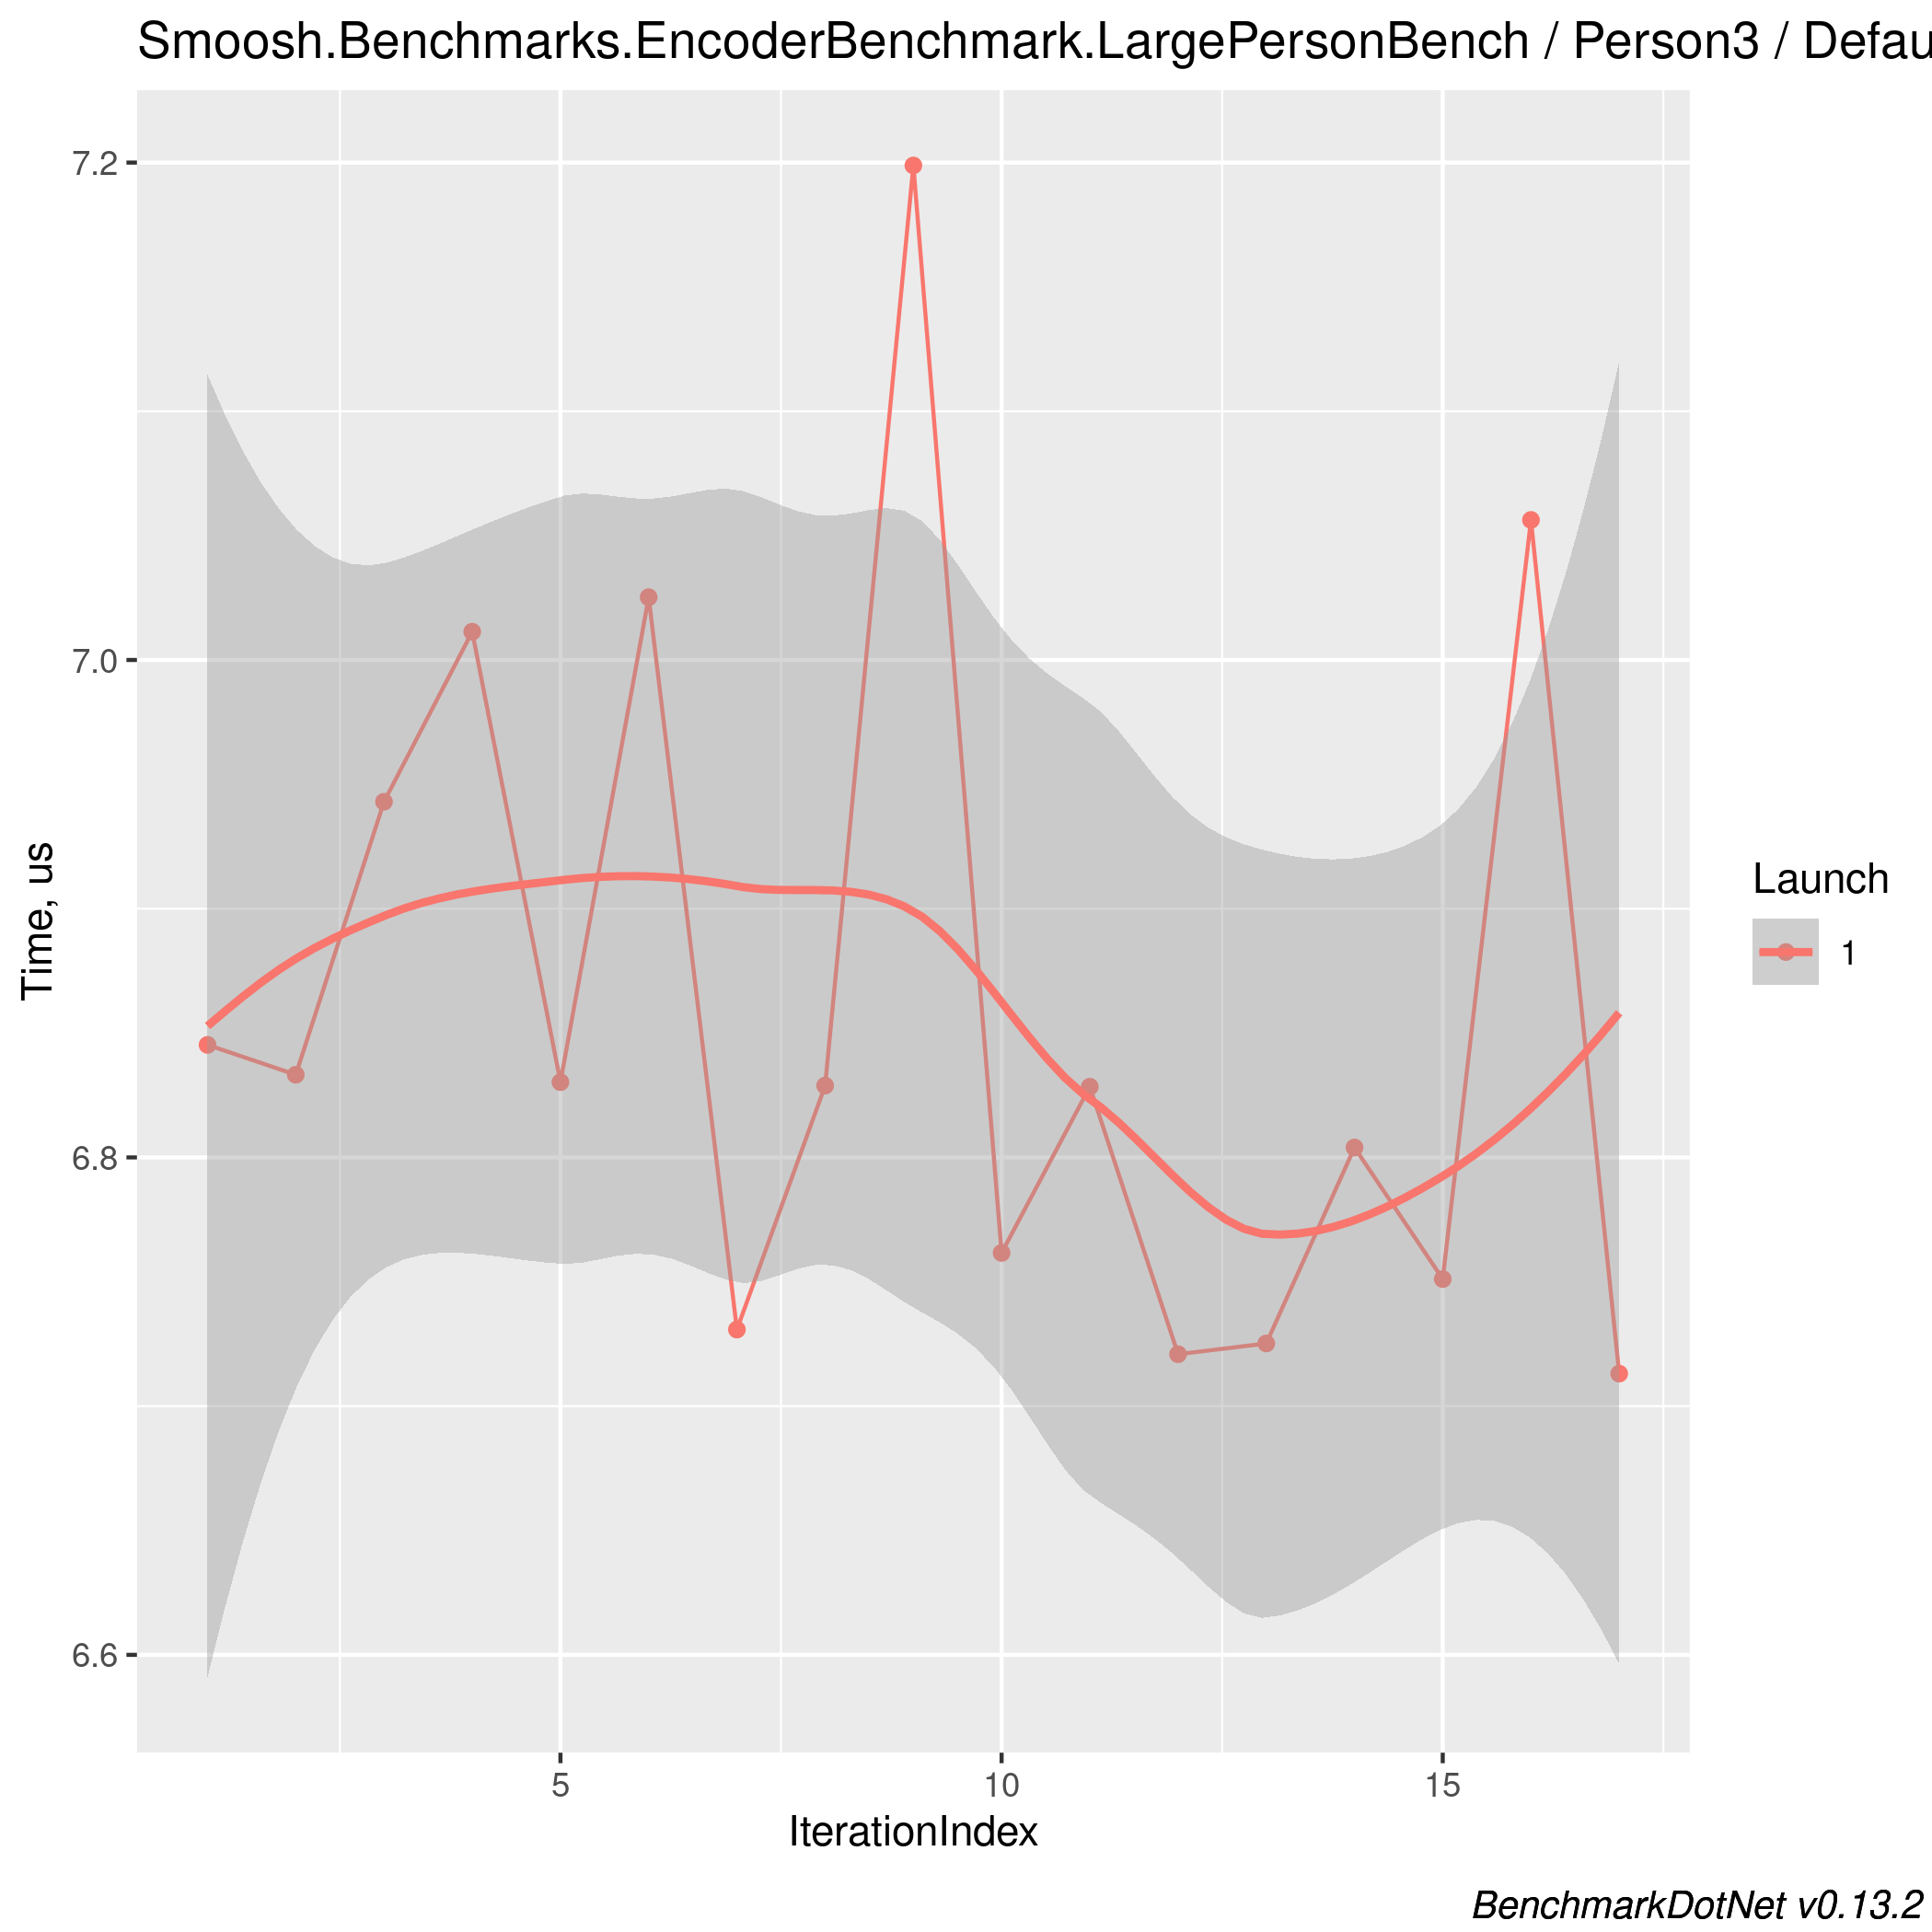 Smoosh.Benchmarks.EncoderBenchmark.LargePersonBench / Person3 / Defau
7.2
7.0
6.8
6.6
Time, us
5 10 15
IterationIndex
Launch
1
BenchmarkDotNet v0.13.2